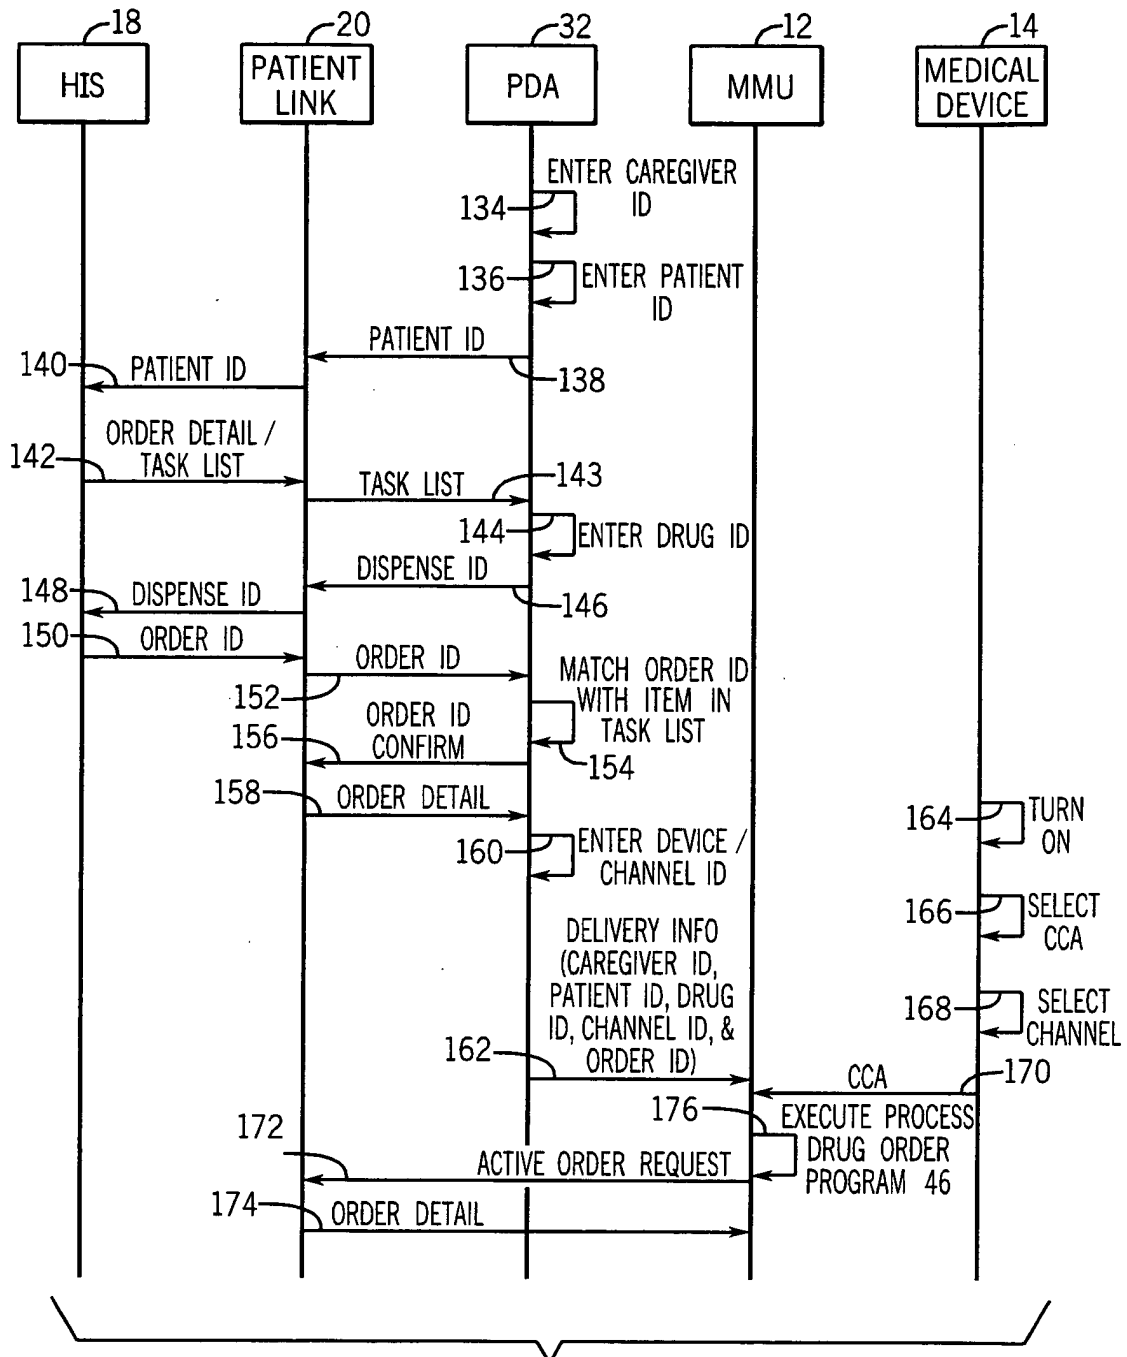 18
20
32
12
14
HIS
PATIENT
LINK
PDA
MMU
MEDICAL
DEVICE
ENTER CAREGIVER
ID
134
136
ENTER PATIENT
ID
PATIENT ID
138
140
PATIENT ID
ORDER DETAIL /
TASK LIST
142
TASK LIST
143
144
ENTER DRUG ID
DISPENSE ID
146
148
DISPENSE ID
150
ORDER ID
ORDER ID
152
MATCH ORDER ID
WITH ITEM IN
TASK LIST
154
ORDER ID
CONFIRM
156
158
ORDER DETAIL
160
ENTER DEVICE /
CHANNEL ID
164
TURN
ON
166
SELECT
CCA
168
SELECT
CHANNEL
DELIVERY INFO
(CAREGIVER ID,
PATIENT ID, DRUG
ID, CHANNEL ID, &
ORDER ID)
162
CCA
170
176
EXECUTE PROCESS
DRUG ORDER
PROGRAM 46
172
ACTIVE ORDER REQUEST
174
ORDER DETAIL